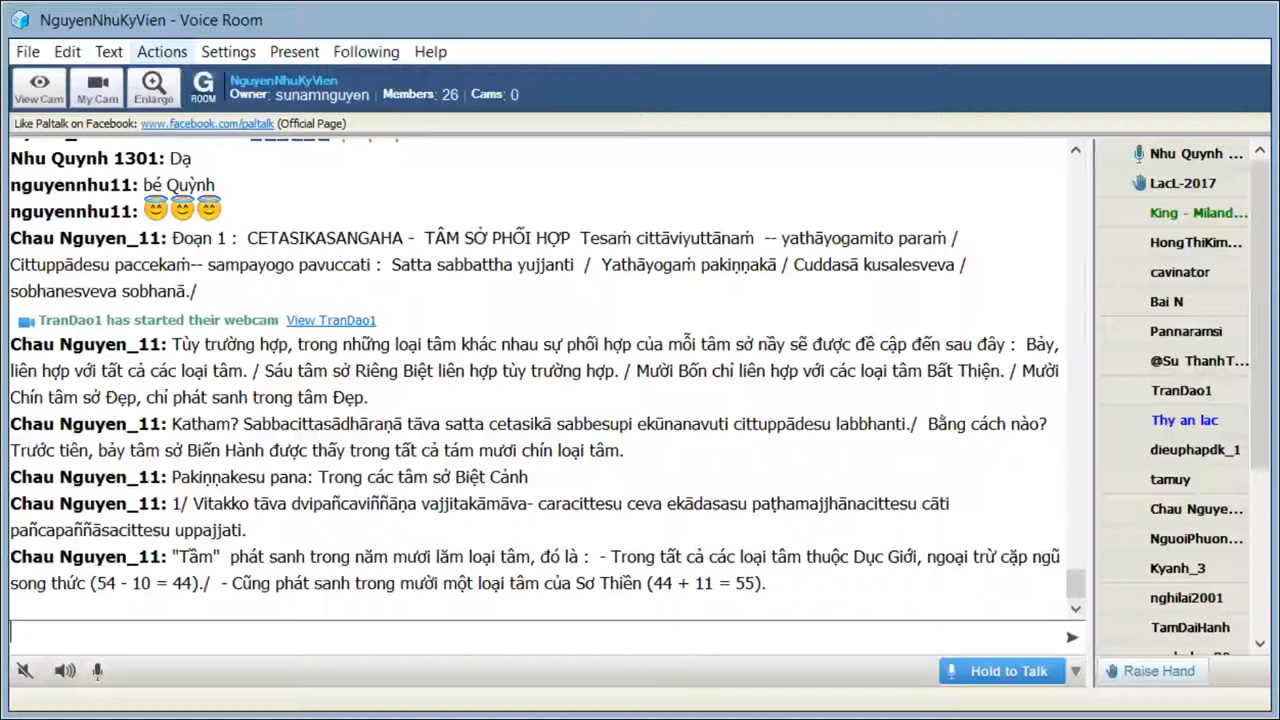 NguyenNhuKyVien - Voice Room
File Edit Text Actions Settings Present Following Help
View Cam My Cam Enlarge G ROOM
NguyenNhuKyVien
Owner: sunamnguyen | Members: 26 | Cams: 0
Like Paltalk on Facebook: www.facebook.com/paltalk (Official Page)
Nhu Quynh 1301: Dạ
nguyennhu11: bé Quỳnh
nguyennhu11: 😇😇😇
Chau Nguyen_11: Đoạn 1 : CETASIKASANGAHA - TÂM SỞ PHỐI HỢP Tesaṁ cittāviyuttānaṁ -- yathāyogamito paraṁ /
Cittuppādesu paccekaṁ-- sampayogo pavuccati : Satta sabbattha yujjanti / Yathāyogaṁ pakiṇṇakā / Cuddasā kusalesveva /
sobhanesveva sobhanā./
TranDao1 has started their webcam View TranDao1
Chau Nguyen_11: Tùy trường hợp, trong những loại tâm khác nhau sự phối hợp của mỗi tâm sở nầy sẽ được đề cập đến sau đây : Bảy,
liên hợp với tất cả các loại tâm. / Sáu tâm sở Riêng Biệt liên hợp tùy trường hợp. / Mười Bốn chỉ liên hợp với các loại tâm Bất Thiện. / Mười
Chín tâm sở Đẹp, chỉ phát sanh trong tâm Đẹp.
Chau Nguyen_11: Katham? Sabbacittasādhāraṇā tāva satta cetasikā sabbesupi ekūnanavuti cittuppādesu labbhanti./ Bằng cách nào?
Trước tiên, bảy tâm sở Biến Hành được thấy trong tất cả tám mươi chín loại tâm.
Chau Nguyen_11: Pakiṇṇakesu pana: Trong các tâm sở Biệt Cảnh
Chau Nguyen_11: 1/ Vitakko tāva dvipañcaviññāṇa vajjitakāmāva- caracittesu ceva ekādasasu paṭhamajjhānacittesu cāti
pañcapaññāsacittesu uppajjati.
Chau Nguyen_11: "Tầm" phát sanh trong năm mươi lăm loại tâm, đó là : - Trong tất cả các loại tâm thuộc Dục Giới, ngoại trừ cặp ngũ
song thức (54 - 10 = 44)./ - Cũng phát sanh trong mười một loại tâm của Sơ Thiền (44 + 11 = 55).
Hold to Talk
Nhu Quynh ...
LacL-2017
King - Miland...
HongThiKim...
cavinator
Bai N
Pannaramsi
@Su ThanhT...
TranDao1
Thy an lac
dieuphapdk_1
tamuy
Chau Nguye...
NguoiPhuon...
Kyanh_3
nghilai2001
TamDaiHanh
Raise Hand